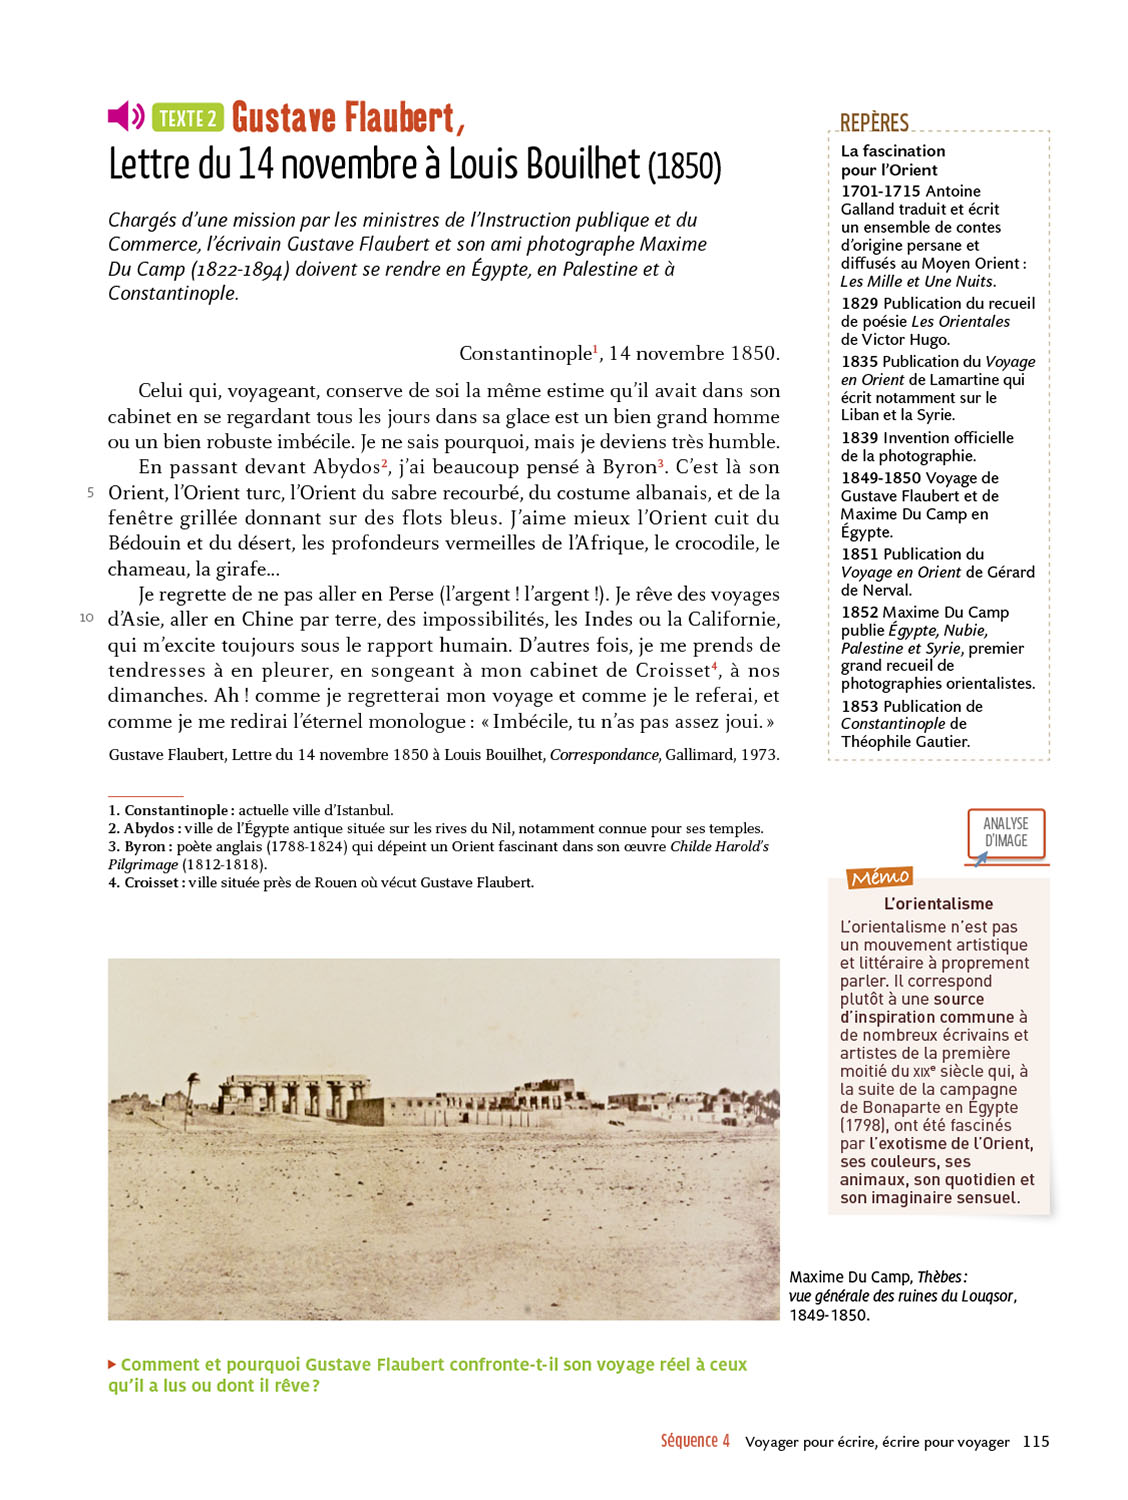 TEXTE 2 Gustave Flaubert,
Lettre du 14 novembre à Louis Bouilhet (1850)
Chargés d’une mission par les ministres de l’Instruction publique et du
Commerce, l’écrivain Gustave Flaubert et son ami photographe Maxime
Du Camp (1822-1894) doivent se rendre en Égypte, en Palestine et à
Constantinople.
Constantinople1, 14 novembre 1850.
Celui qui, voyageant, conserve de soi la même estime qu’il avait dans son
cabinet en se regardant tous les jours dans sa glace est un bien grand homme
ou un bien robuste imbécile. Je ne sais pourquoi, mais je deviens très humble.
En passant devant Abydos2, j’ai beaucoup pensé à Byron3. C’est là son
5 Orient, l’Orient turc, l’Orient du sabre recourbé, du costume albanais, et de la
fenêtre grillée donnant sur des flots bleus. J’aime mieux l’Orient cuit du
Bédouin et du désert, les profondeurs vermeilles de l’Afrique, le crocodile, le
chameau, la girafe...
Je regrette de ne pas aller en Perse (l’argent ! l’argent !). Je rêve des voyages
10 d’Asie, aller en Chine par terre, des impossibilités, les Indes ou la Californie,
qui m’excite toujours sous le rapport humain. D’autres fois, je me prends de
tendresses à en pleurer, en songeant à mon cabinet de Croisset4, à nos
dimanches. Ah ! comme je regretterai mon voyage et comme je le referai, et
comme je me redirai l’éternel monologue : « Imbécile, tu n’as pas assez joui. »
Gustave Flaubert, Lettre du 14 novembre 1850 à Louis Bouilhet, Correspondance, Gallimard, 1973.
1. Constantinople : actuelle ville d’Istanbul.
2. Abydos : ville de l’Égypte antique située sur les rives du Nil, notamment connue pour ses temples.
3. Byron : poète anglais (1788-1824) qui dépeint un Orient fascinant dans son œuvre Childe Harold’s
Pilgrimage (1812-1818).
4. Croisset : ville située près de Rouen où vécut Gustave Flaubert.
REPÈRES
La fascination
pour l’Orient
1701-1715 Antoine
Galland traduit et écrit
un ensemble de contes
d’origine persane et
diffusés au Moyen Orient :
Les Mille et Une Nuits.
1829 Publication du recueil
de poésie Les Orientales
de Victor Hugo.
1835 Publication du Voyage
en Orient de Lamartine qui
écrit notamment sur le
Liban et la Syrie.
1839 Invention officielle
de la photographie.
1849-1850 Voyage de
Gustave Flaubert et de
Maxime Du Camp en
Égypte.
1851 Publication du
Voyage en Orient de Gérard
de Nerval.
1852 Maxime Du Camp
publie Égypte, Nubie,
Palestine et Syrie, premier
grand recueil de
photographies orientalistes.
1853 Publication de
Constantinople de
Théophile Gautier.
ANALYSE
D’IMAGE
Mémo
L’orientalisme
L’orientalisme n’est pas
un mouvement artistique
et littéraire à proprement
parler. Il correspond
plutôt à une source
d’inspiration commune à
de nombreux écrivains et
artistes de la première
moitié du XIXe siècle qui, à
la suite de la campagne
de Bonaparte en Égypte
(1798), ont été fascinés
par l’exotisme de l’Orient,
ses couleurs, ses
animaux, son quotidien et
son imaginaire sensuel.
Maxime Du Camp, Thèbes :
vue générale des ruines du Louqsor,
1849-1850.
Comment et pourquoi Gustave Flaubert confronte-t-il son voyage réel à ceux
qu’il a lus ou dont il rêve ?
Séquence 4 Voyager pour écrire, écrire pour voyager 115